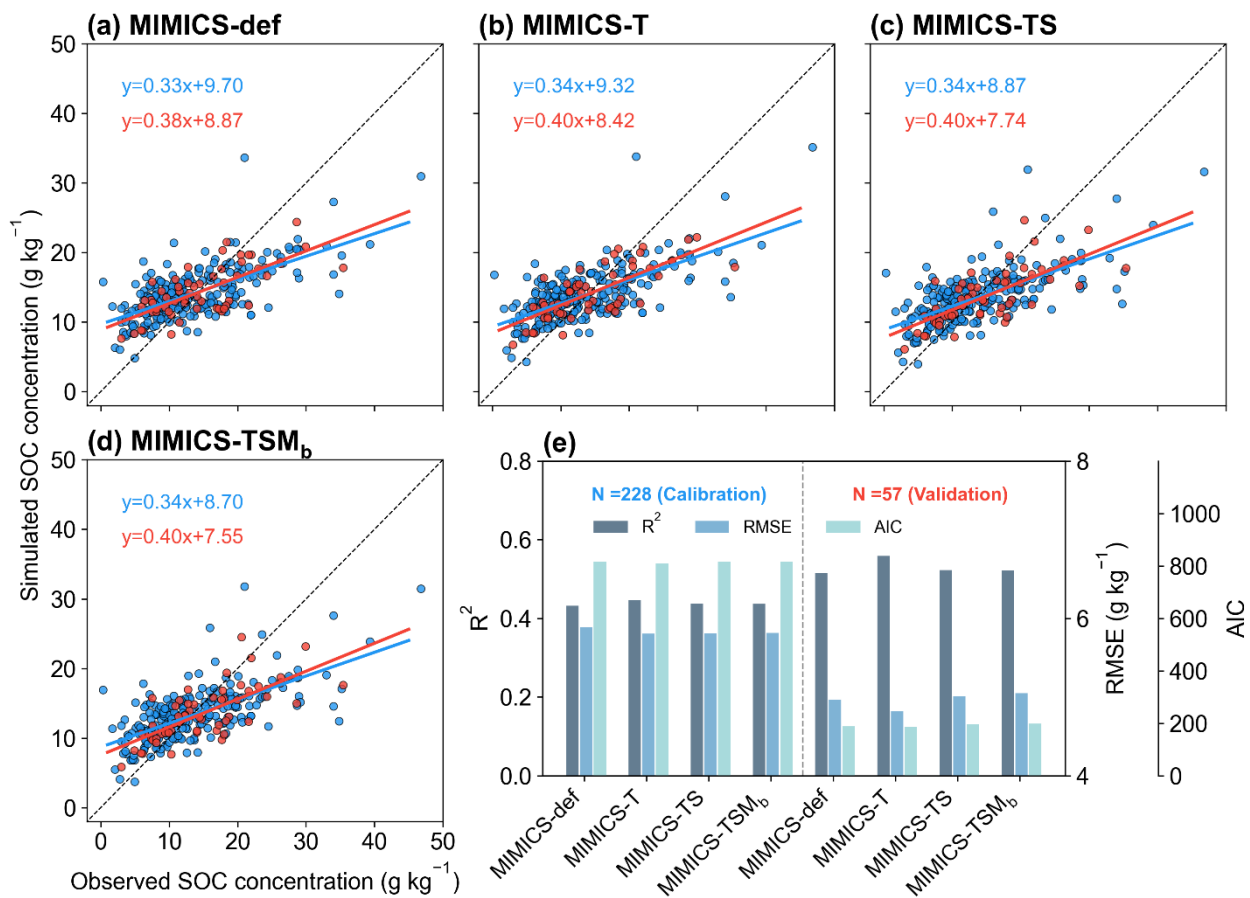 (a) MIMICS-def
(b) MIMICS-T
(c) MIMICS-TS
50
40
30
20
10
0
y=0.33x+9.70
y=0.38x+8.87
y=0.34x+9.32
y=0.40x+8.42
y=0.34x+8.87
y=0.40x+7.74
Simulated SOC concentration (g kg⁻¹)
(d) MIMICS-TSM_b
50
40
30
20
10
0
y=0.34x+8.70
y=0.40x+7.55
0 10 20 30 40 50
Observed SOC concentration (g kg⁻¹)
(e)
0.8
0.6
0.4
0.2
0.0
R²
N =228 (Calibration)
N =57 (Validation)
R² RMSE AIC
8
6
4
RMSE (g kg⁻¹)
1000
800
600
400
200
0
AIC
MIMICS-def
MIMICS-T
MIMICS-TS
MIMICS-TSM_b
MIMICS-def
MIMICS-T
MIMICS-TS
MIMICS-TSM_b